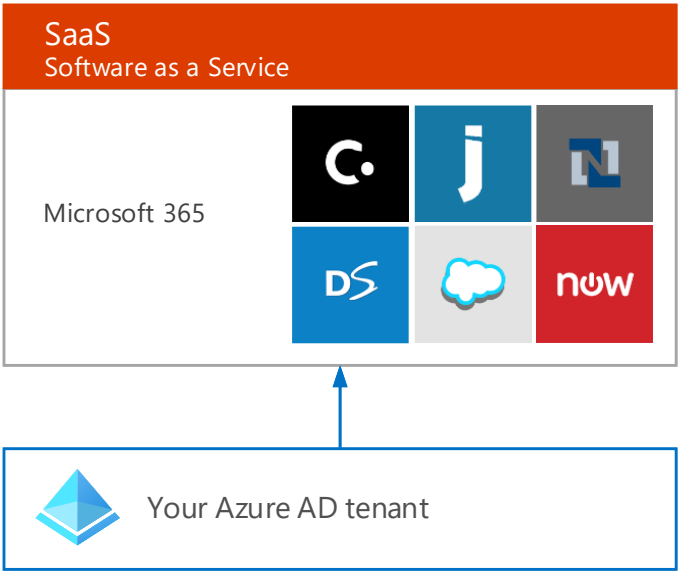 SaaS
Software as a Service
Microsoft 365
C.
j
N
DS
now
Your Azure AD tenant